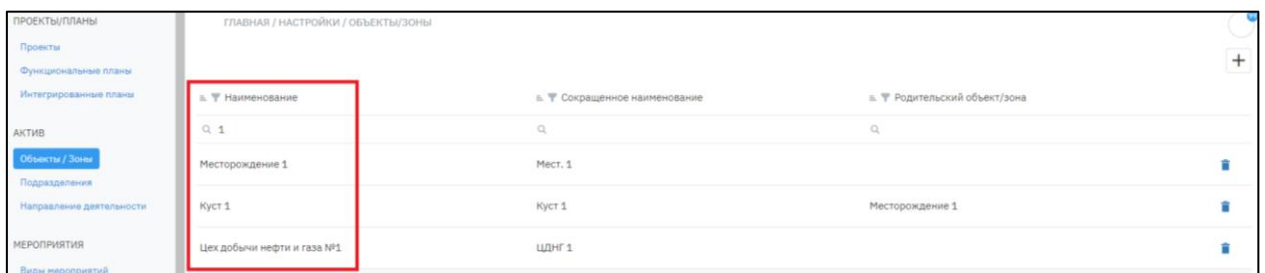 ПРОЕКТЫ/ПЛАНЫ
Проекты
Функциональные планы
Интегрированные планы
АКТИВ
Объекты / Зоны
Подразделения
Направление деятельности
МЕРОПРИЯТИЯ
Виды мероприятий
ГЛАВНАЯ / НАСТРОЙКИ / ОБЪЕКТЫ/ЗОНЫ
Наименование Сокращенное наименование Родительский объект/зона
1
Месторождение 1 Мест. 1
Куст 1 Куст 1 Месторождение 1
Цех добычи нефти и газа №1 ЦДНГ 1